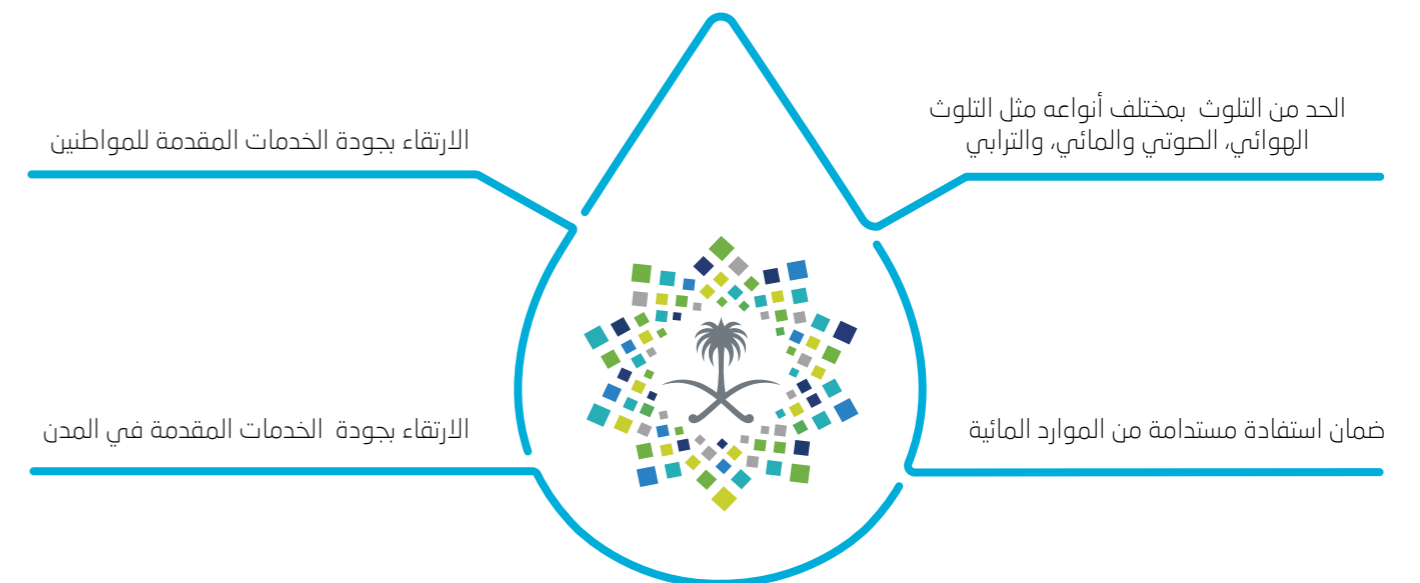 الحد من التلوث بمختلف أنواعه مثل التلوث
الهوائي، الصوتي والمائي، والترابي
الارتقاء بجودة الخدمات المقدمة للمواطنين
ضمان استفادة مستدامة من الموارد المائية
الارتقاء بجودة الخدمات المقدمة في المدن